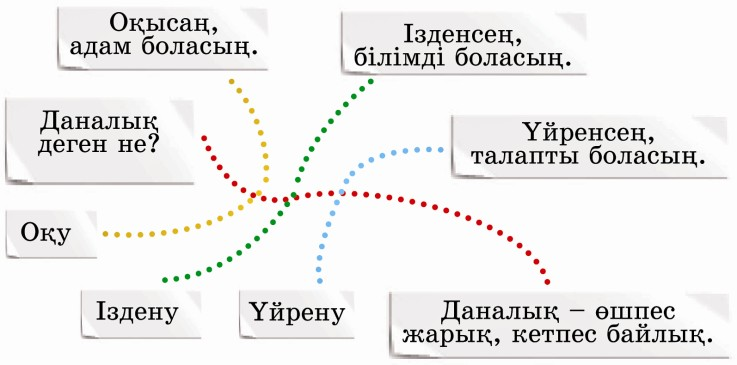 Оқысаң,
адам боласың.
Ізденсең,
білімді боласың.
Даналық
деген не?
Үйренсең,
талапты боласың.
Оқу
Іздену
Үйрену
Даналық – өшпес
жарық, кетпес байлық.